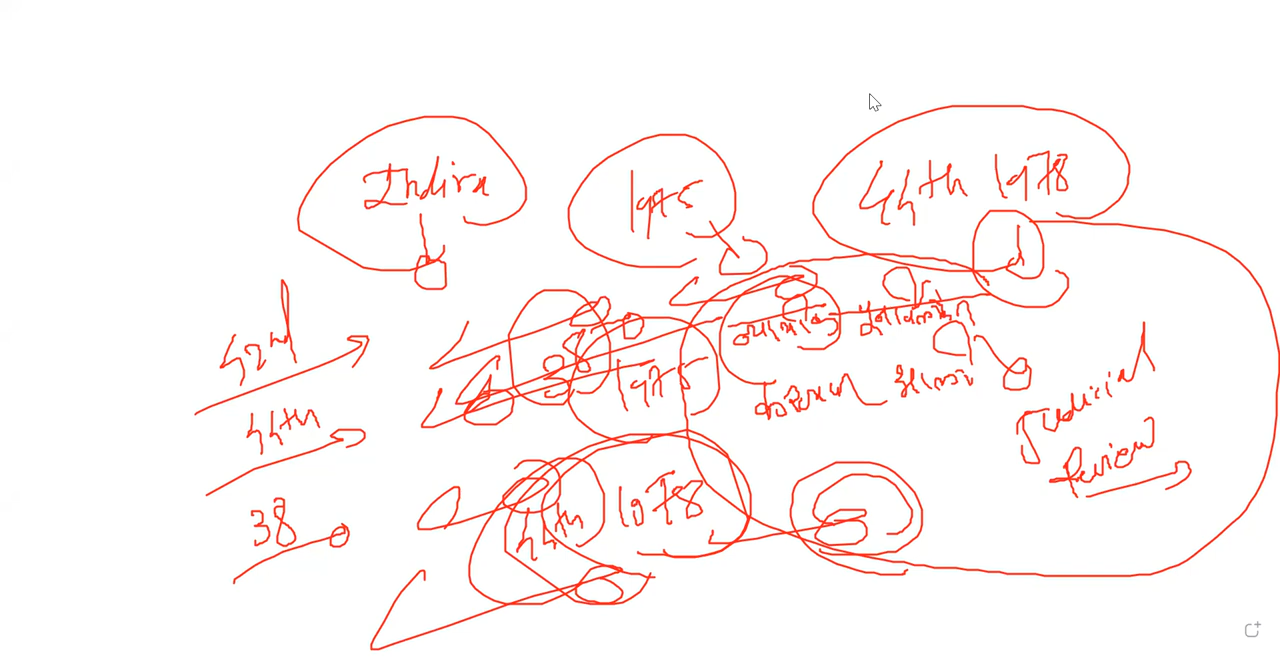 Indira 1975 44th 1978
42nd
38 1975
44th
Judicial
Review
44th 1978
38